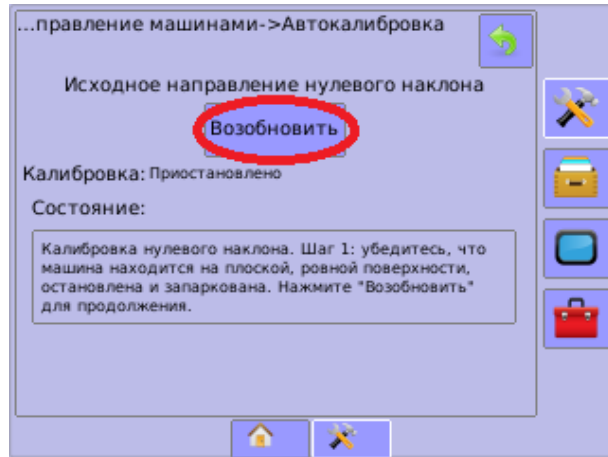 ...правление машинами->Автокалибровка
Исходное направление нулевого наклона
Возобновить
Калибровка: Приостановлено
Состояние:
Калибровка нулевого наклона. Шаг 1: убедитесь, что
машина находится на плоской, ровной поверхности,
остановлена и запаркована. Нажмите "Возобновить"
для продолжения.